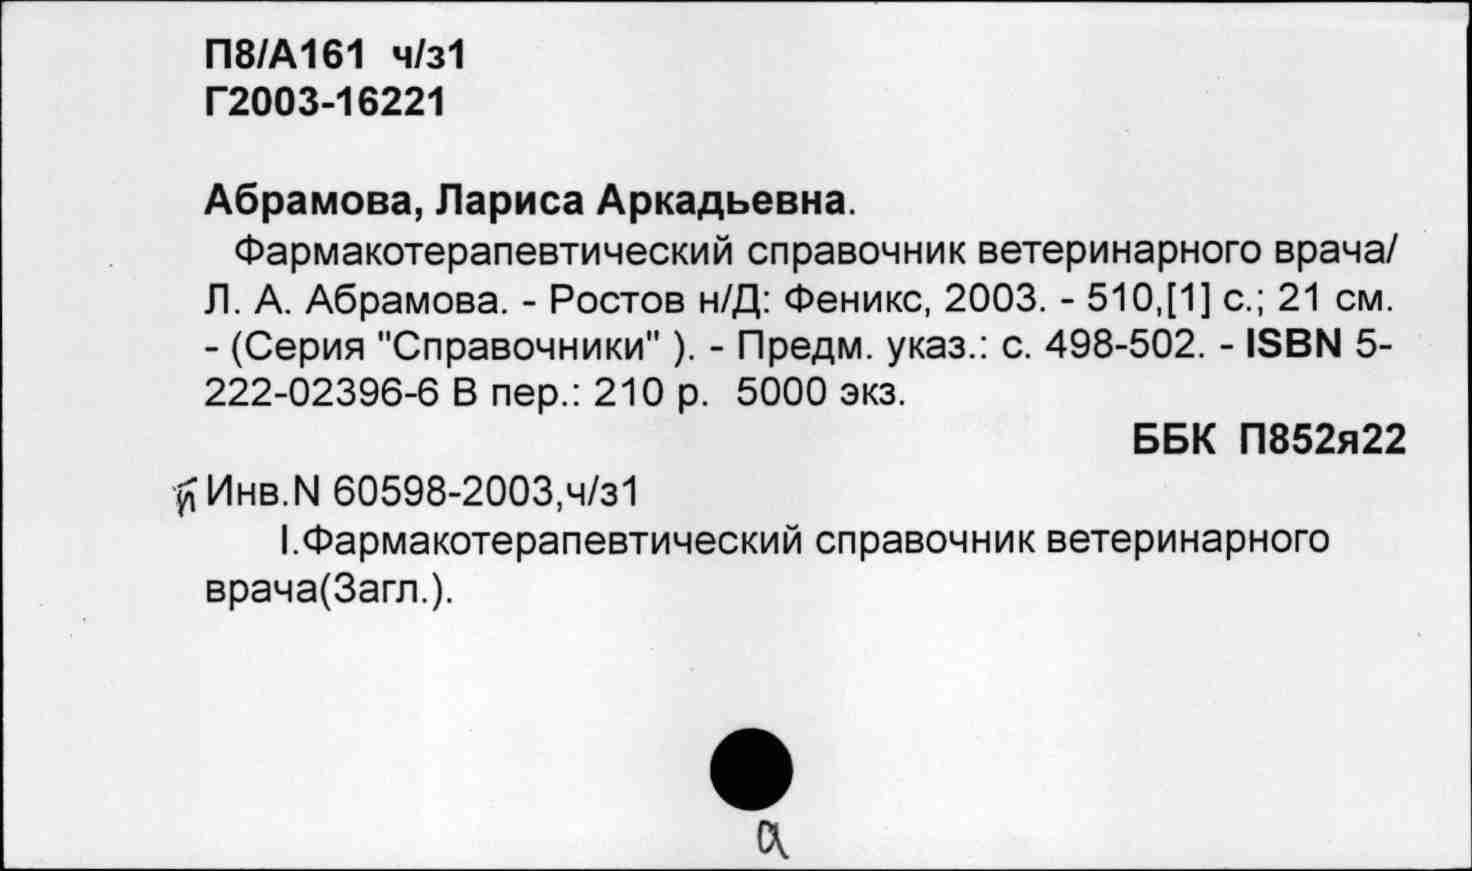 П8/А161 ч/з1
Г2003-16221
Абрамова, Лариса Аркадьевна.
Фармакотерапевтический справочник ветеринарного врача/
Л. А. Абрамова. - Ростов н/Д: Феникс, 2003. - 510,[1] с.; 21 см.
- (Серия "Справочники" ). - Предм. указ.: с. 498-502. - ISBN 5-
222-02396-6 В пер.: 210 р. 5000 экз.
ББК П852я22
Инв.N 60598-2003,ч/з1
I.Фармакотерапевтический справочник ветеринарного
врача(Загл.).
а